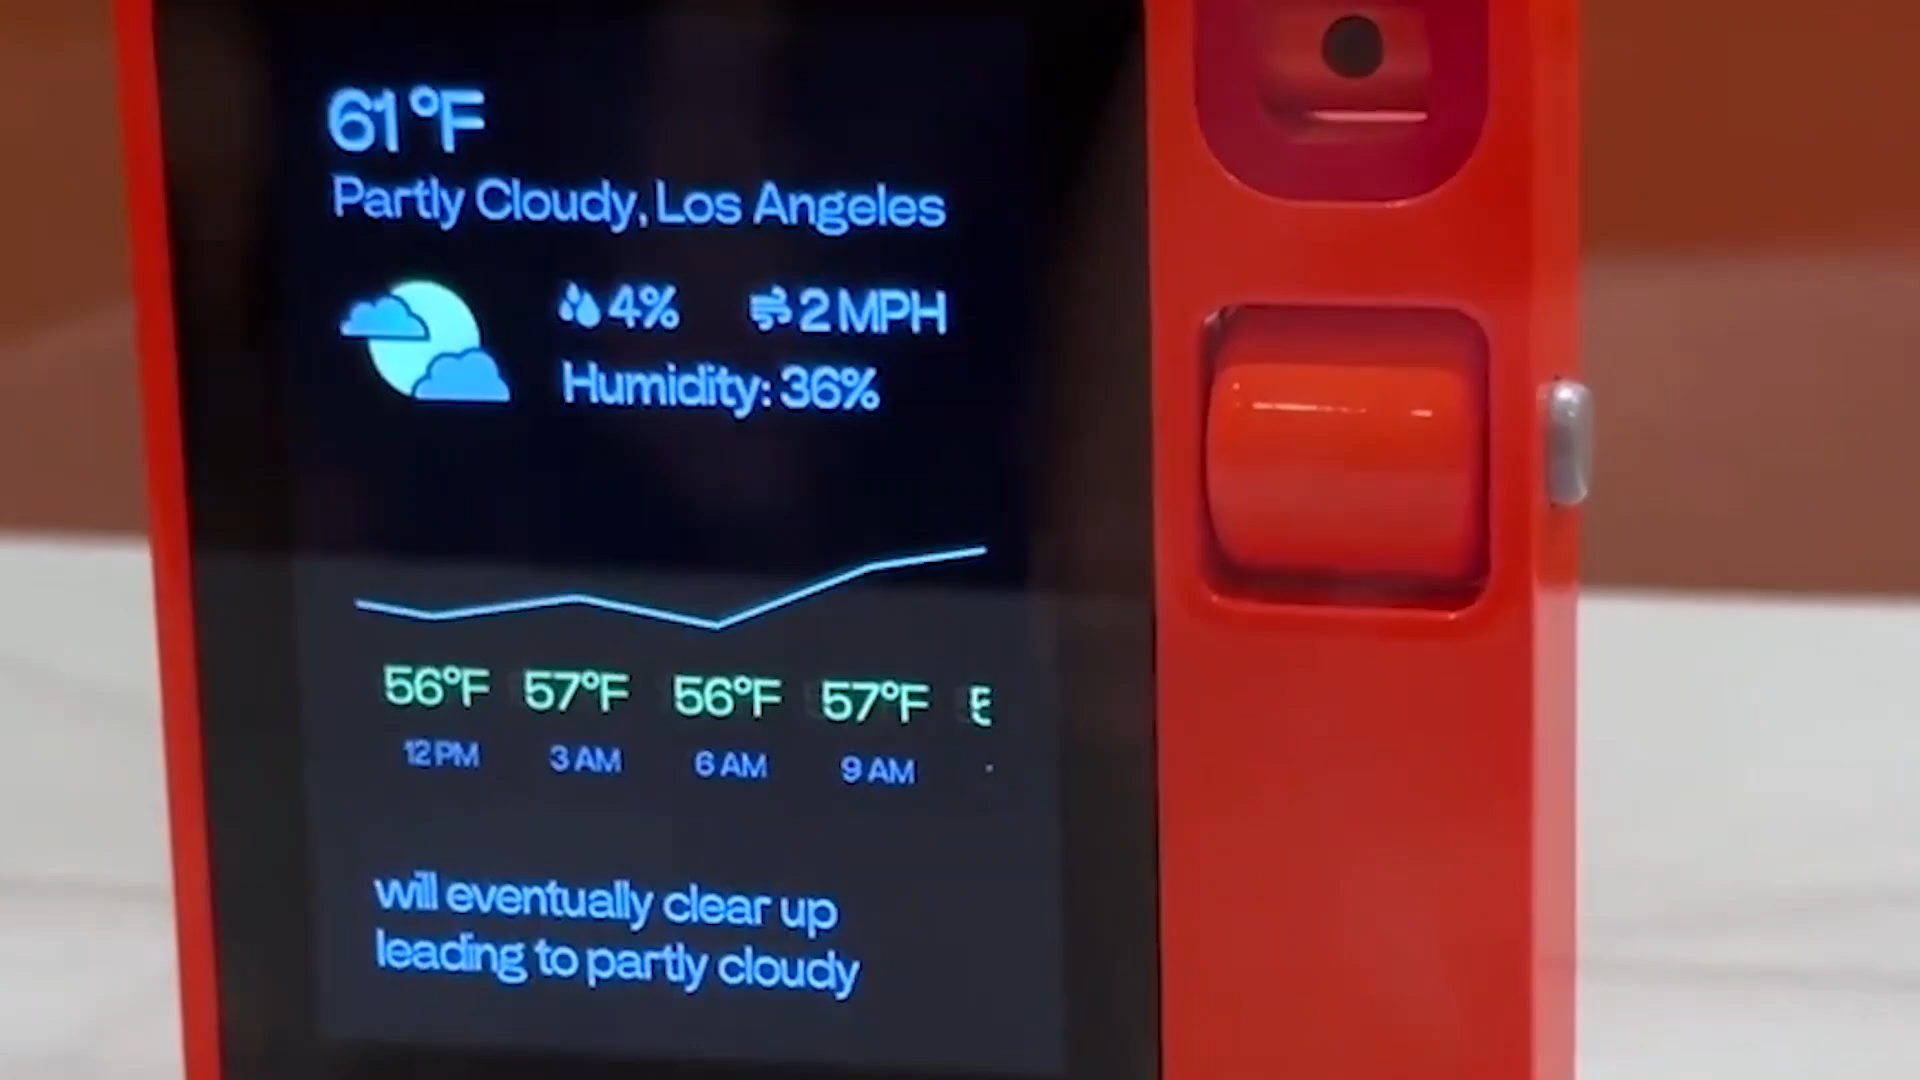 61°F
Partly Cloudy, Los Angeles
4% 2 MPH
Humidity: 36%
56°F 57°F 56°F 57°F
12 PM 3 AM 6 AM 9 AM
will eventually clear up
leading to partly cloudy